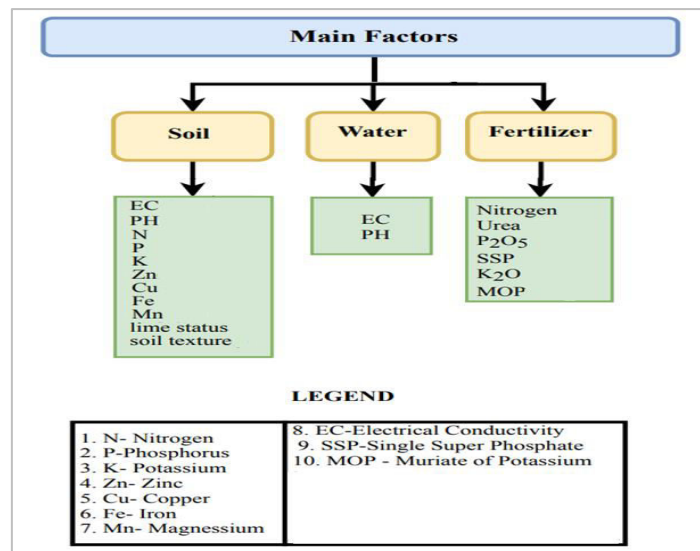 Main Factors
Soil
Water
Fertilizer
EC
PH
N
P
K
Zn
Cu
Fe
Mn
lime status
soil texture
EC
PH
Nitrogen
Urea
P2O5
SSP
K2O
MOP
LEGEND
1. N- Nitrogen
2. P-Phosphorus
3. K- Potassium
4. Zn- Zinc
5. Cu- Copper
6. Fe- Iron
7. Mn- Magnessium
8. EC-Electrical Conductivity
9. SSP-Single Super Phosphate
10. MOP - Muriate of Potassium